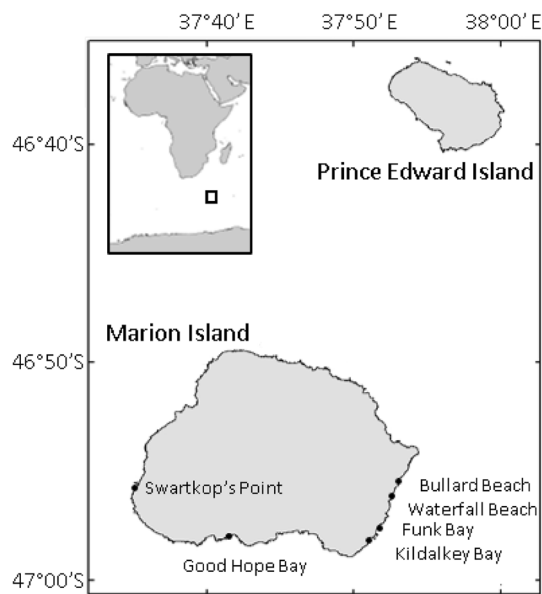 37°40'E 37°50'E 38°00'E
46°40'S
Prince Edward Island
Marion Island
46°50'S
Swartkop's Point
Bullard Beach
Waterfall Beach
Funk Bay
Kildalkey Bay
Good Hope Bay
47°00'S